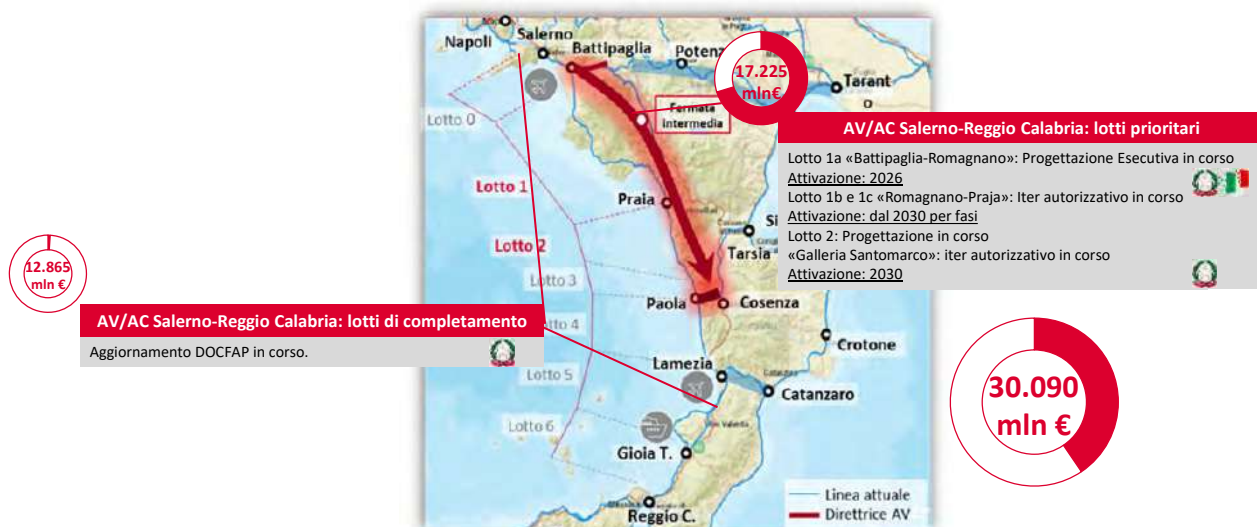 Napoli
Salerno
Battipaglia
Potenz
Tarant
17.225
mln€
Fermata
Intermedia
AV/AC Salerno-Reggio Calabria: lotti prioritari
Lotto 1a «Battipaglia-Romagnano»: Progettazione Esecutiva in corso
Attivazione: 2026
Lotto 1b e 1c «Romagnano-Praja»: Iter autorizzativo in corso
Attivazione: dal 2030 per fasi
Lotto 2: Progettazione in corso
«Galleria Santomarco»: iter autorizzativo in corso
Attivazione: 2030
Lotto 0
Lotto 1
Praia
Si
Lotto 2
Tarsia
12.865
mln €
Lotto 3
Paola
Cosenza
AV/AC Salerno-Reggio Calabria: lotti di completamento
Aggiornamento DOCFAP in corso.
4
Crotone
Lamezia
Lotto 5
Catanzaro
30.090
mln €
Lotto 6
Gioia T.
Reggio C.
Linea attuale
Direttrice AV